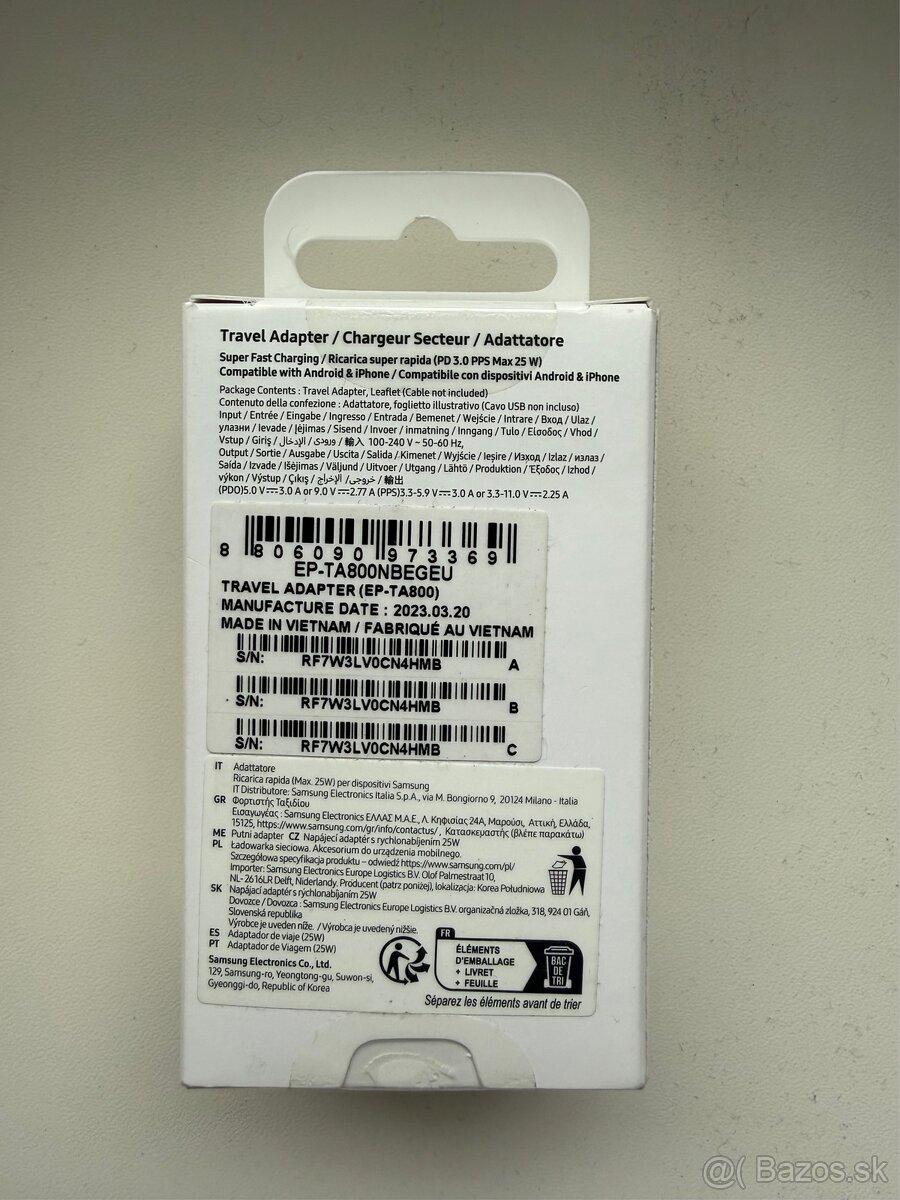 Travel Adapter / Chargeur Secteur / Adattatore
Super Fast Charging / Ricarica super rapida (PD 3.0 PPS Max 25 W)
Compatible with Android & iPhone / Compatibile con dispositivi Android & iPhone
Package Contents : Travel Adapter, Leaflet (Cable not included)
Contenuto della confezione : Adattatore, foglietto illustrativo (Cavo USB non incluso)
Input / Entrée / Eingabe / Ingresso / Entrada / Bemenet / Wejście / Intrare / Вход / Ulaz /
улазни / Ievade / Įėjimas / Sisend / Invoer / inmatning / Inngang / Tulo / Είσοδος / Vhod /
Vstup / Giriş / ورودی / الإدخال / 輸入 100-240 V ~ 50-60 Hz,
Output / Sortie / Ausgabe / Uscita / Salida / Kimenet / Wyjście / Ieșire / Изход / Izlaz / излаз /
Saída / Izvade / Išėjimas / Väljund / Uitvoer / Utgang / Lähtö / Produktion / Έξοδος / Izhod /
výkon / Výstup / Çıkış / خروجی / الإخراج / 輸出
(PDO)5.0 V⎓3.0 A or 9.0 V⎓2.77 A (PPS)3.3-5.9 V⎓3.0 A or 3.3-11.0 V⎓2.25 A
8 806090 973369
EP-TA800NBEGEU
TRAVEL ADAPTER (EP-TA800)
MANUFACTURE DATE : 2023.03.20
MADE IN VIETNAM / FABRIQUÉ AU VIETNAM
S/N: RF7W3LV0CN4HMB A
S/N: RF7W3LV0CN4HMB B
S/N: RF7W3LV0CN4HMB C
IT Adattatore
Ricarica rapida (Max. 25W) per dispositivi Samsung
IT Distributore: Samsung Electronics Italia S.p.A., via M. Bongiorno 9, 20124 Milano - Italia
GR Φορτιστής Ταξιδίου
Εισαγωγέας : Samsung Electronics ΕΛΛΑΣ Μ.Α.Ε., Λ. Κηφισίας 24Α, Μαρούσι, Αττική, Ελλάδα,
15125, https://www.samsung.com/gr/info/contactus/ , Κατασκευαστής (βλέπε παρακάτω)
ME Putni adapter CZ Napájecí adaptér s rychlonabíjením 25W
PL Ładowarka sieciowa. Akcesorium do urządzenia mobilnego.
Szczegółowa specyfikacja produktu – odwiedź https://www.samsung.com/pl/
Importer: Samsung Electronics Europe Logistics B.V. Olof Palmestraat 10,
NL- 2616LR Delft, Niderlandy. Producent (patrz poniżej), lokalizacja: Korea Południowa
SK Napájací adaptér s rýchlonabíjaním 25W
Dovozce / Dovozca : Samsung Electronics Europe Logistics B.V. organizačná zložka, 318, 924 01 Gáň,
Slovenská republika
Výrobce je uveden níže. / Výrobca je uvedený nižšie.
ES Adaptador de viaje (25W)
PT Adaptador de Viagem (25W)
Samsung Electronics Co., Ltd.
129, Samsung-ro, Yeongtong-gu, Suwon-si,
Gyeonggi-do, Republic of Korea
FR
ÉLÉMENTS
D'EMBALLAGE
+ LIVRET
+ FEUILLE
BAC
DE
TRI
Séparez les éléments avant de trier
@( Bazos.sk